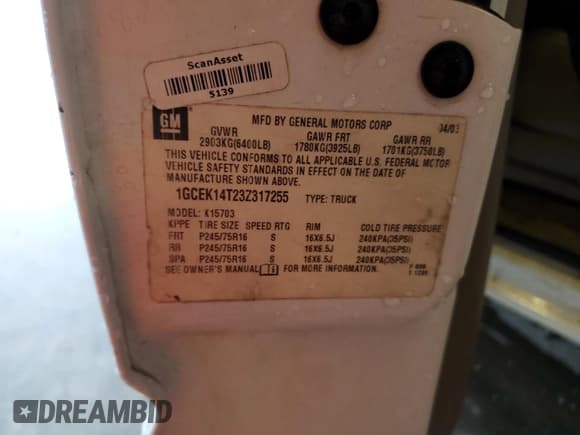 ScanAsset
5139
GM
MFD BY GENERAL MOTORS CORP 04/03
GVWR GAWR FRT GAWR RR
2903KG(6400LB) 1780KG(3925LB) 1701KG(3750LB)
THIS VEHICLE CONFORMS TO ALL APPLICABLE U.S. FEDERAL MOTOR
VEHICLE SAFETY STANDARDS IN EFFECT ON THE DATE OF
MANUFACTURE SHOWN ABOVE.
1GCEK14T23Z317255 TYPE: TRUCK
MODEL: K15703
TIRE SIZE SPEED RTG RIM COLD TIRE PRESSURE
FRT P245/75R16 S 16X6.5J 240KPA(35PSI)
RR P245/75R16 S 16X6.5J 240KPA(35PSI)
SPA P245/75R16 S 16X6.5J 240KPA(35PSI)
SEE OWNER'S MANUAL FOR MORE INFORMATION.
DREAMBID